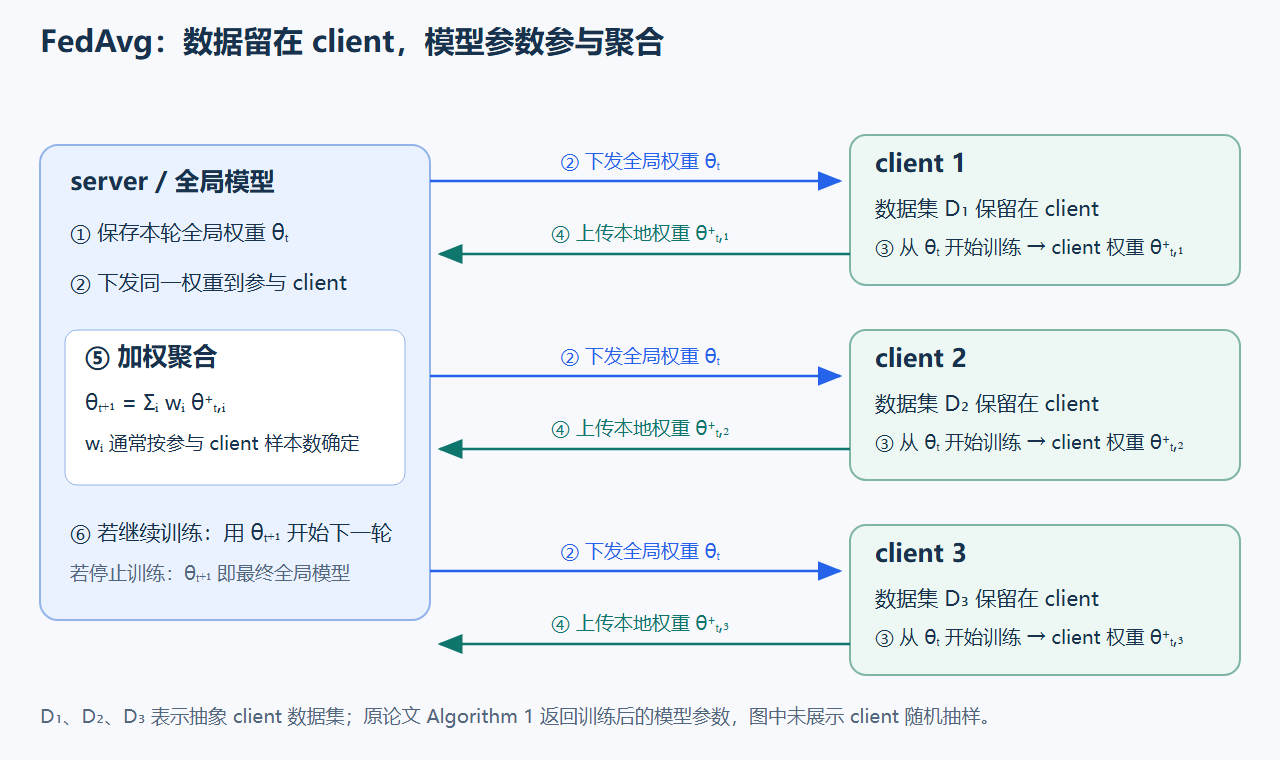 FedAvg：数据留在 client，模型参数参与聚合
server / 全局模型
① 保存本轮全局权重 θₜ
② 下发同一权重到参与 client
⑤ 加权聚合
θₜ₊₁ = Σᵢ wᵢ θ⁺ₜ,ᵢ
wᵢ 通常按参与 client 样本数确定
⑥ 若继续训练：用 θₜ₊₁ 开始下一轮
若停止训练：θₜ₊₁ 即最终全局模型
② 下发全局权重 θₜ
④ 上传本地权重 θ⁺ₜ,₁
client 1
数据集 D₁ 保留在 client
③ 从 θₜ 开始训练 → client 权重 θ⁺ₜ,₁
② 下发全局权重 θₜ
④ 上传本地权重 θ⁺ₜ,₂
client 2
数据集 D₂ 保留在 client
③ 从 θₜ 开始训练 → client 权重 θ⁺ₜ,₂
② 下发全局权重 θₜ
④ 上传本地权重 θ⁺ₜ,₃
client 3
数据集 D₃ 保留在 client
③ 从 θₜ 开始训练 → client 权重 θ⁺ₜ,₃
D₁、D₂、D₃ 表示抽象 client 数据集；原论文 Algorithm 1 返回训练后的模型参数，图中未展示 client 随机抽样。